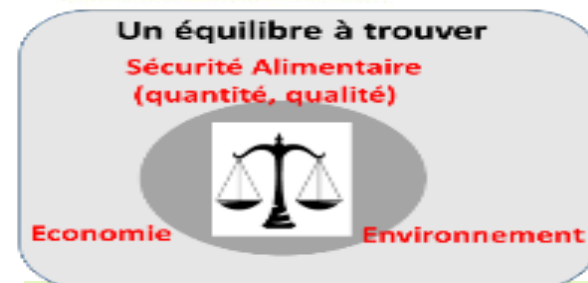 Un équilibre à trouver
Sécurité Alimentaire
(quantité, qualité)
Economie
Environnement